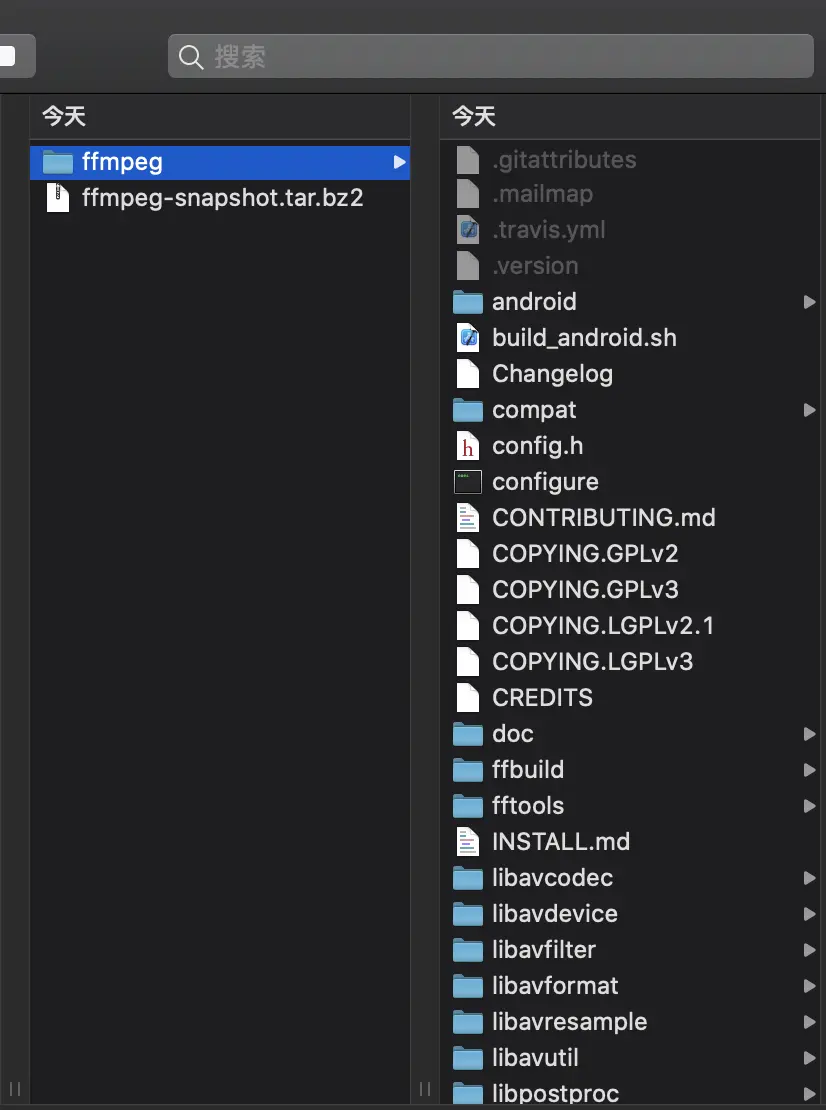 搜索
今天
ffmpeg
ffmpeg-snapshot.tar.bz2
今天
.gitattributes
.mailmap
.travis.yml
.version
android
build_android.sh
Changelog
compat
config.h
configure
CONTRIBUTING.md
COPYING.GPLv2
COPYING.GPLv3
COPYING.LGPLv2.1
COPYING.LGPLv3
CREDITS
doc
ffbuild
fftools
INSTALL.md
libavcodec
libavdevice
libavfilter
libavformat
libavresample
libavutil
libpostproc